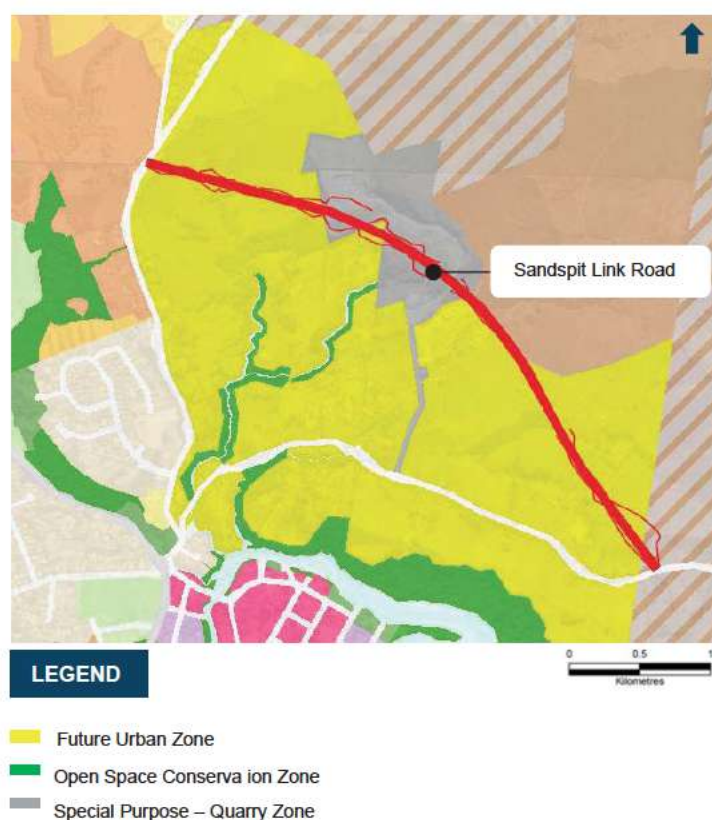 Sandspit Link Road
LEGEND
0 0.5 1
Kilometres
Future Urban Zone
Open Space Conserva ion Zone
Special Purpose – Quarry Zone